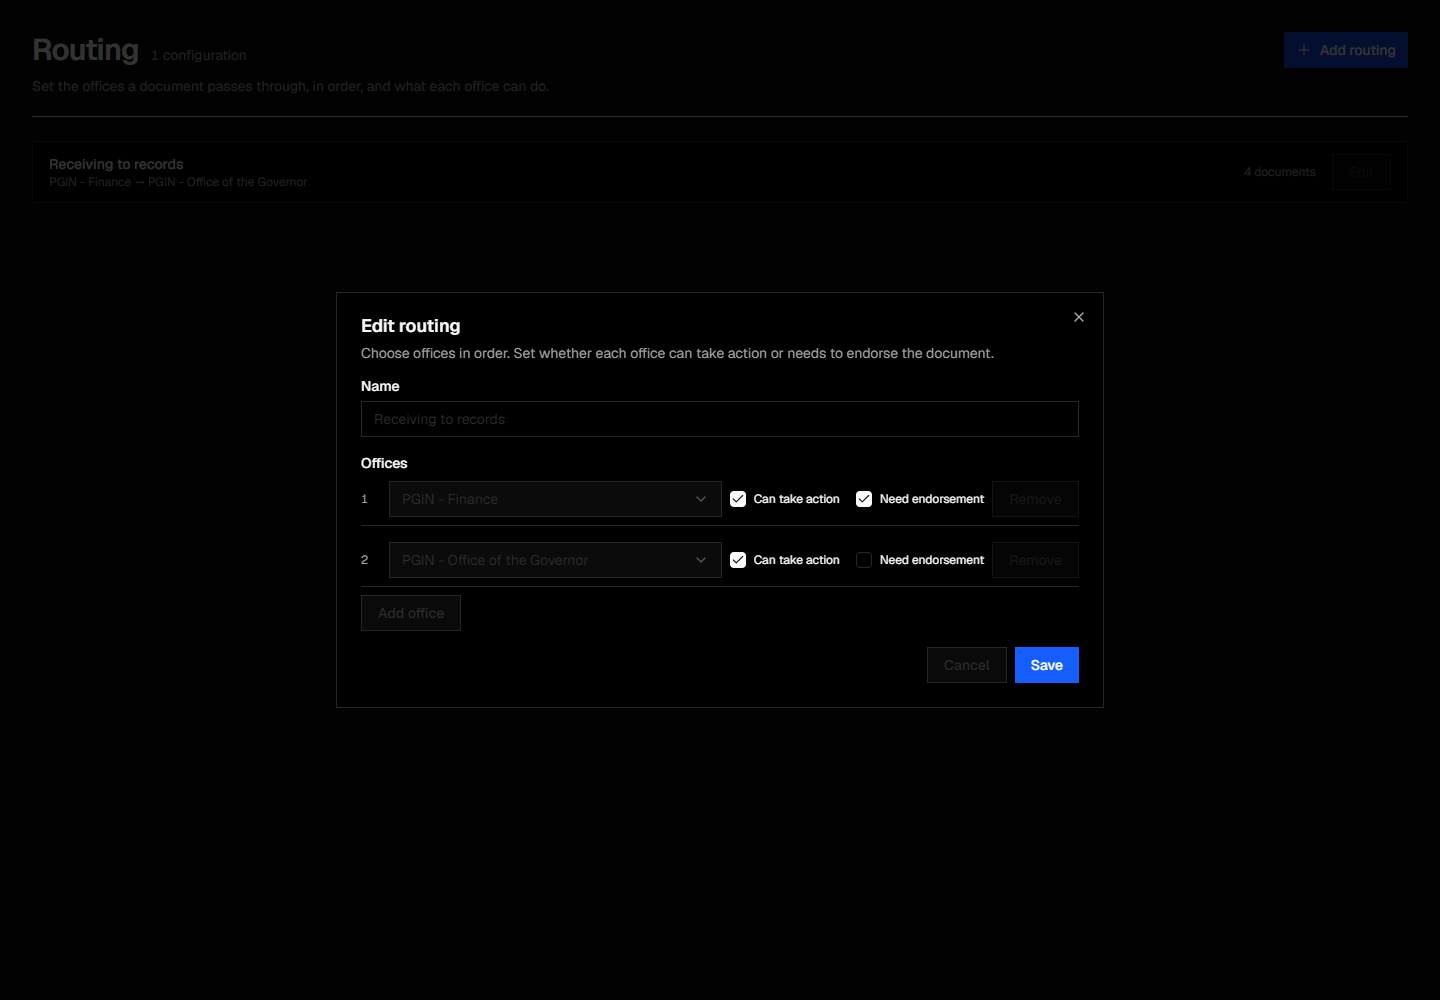 Routing 1 configuration
Add routing
Set the offices a document passes through, in order, and what each office can do.
Receiving to records
PGIN - Finance → PGIN - Office of the Governor
4 documents
Edit
Edit routing
Choose offices in order. Set whether each office can take action or needs to endorse the document.
Name
Receiving to records
Offices
1 PGIN - Finance Can take action Need endorsement Remove
2 PGIN - Office of the Governor Can take action Need endorsement Remove
Add office
Cancel Save